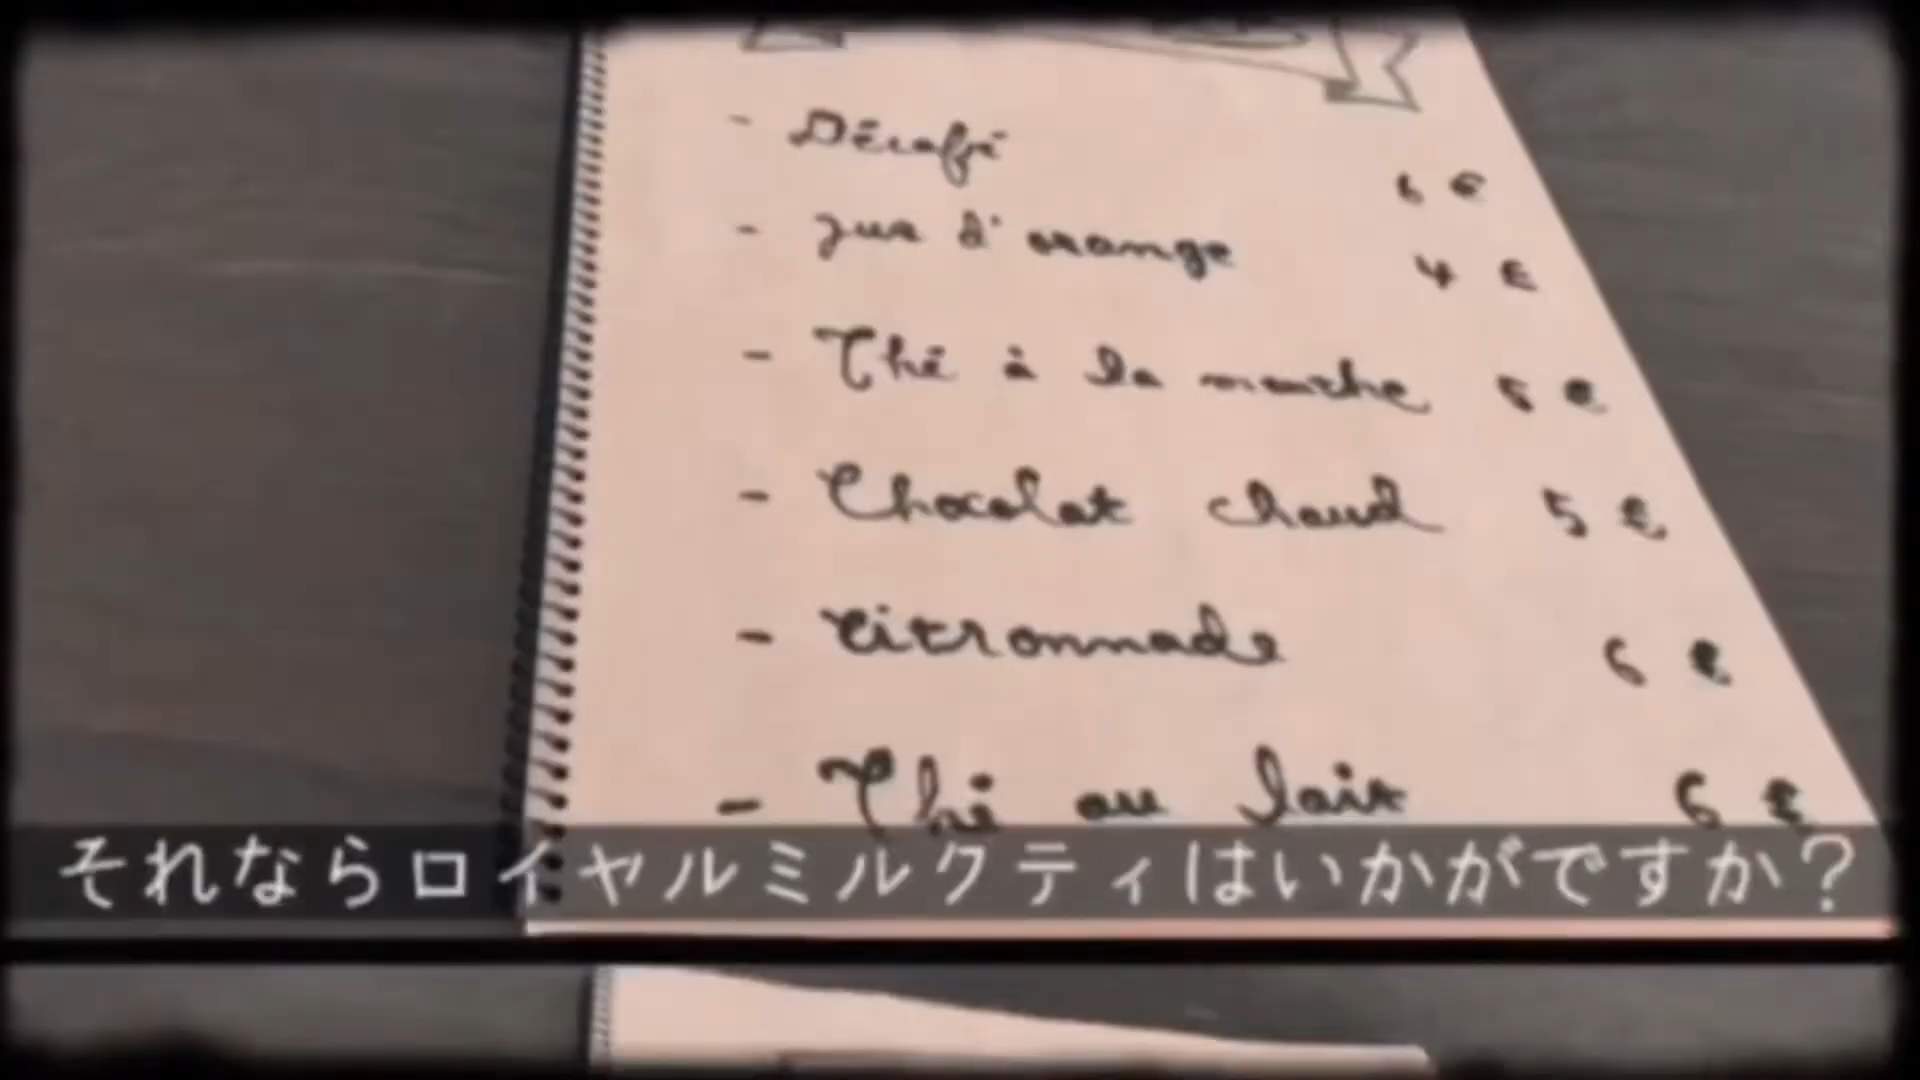 - Décafé 6 €
- Jus d'orange 4 €
- Thé à la menthe 5 €
- Chocolat chaud 5 €
- Citronnade 6 €
- Thé au lait 6 €
それならロイヤルミルクティはいかがですか?